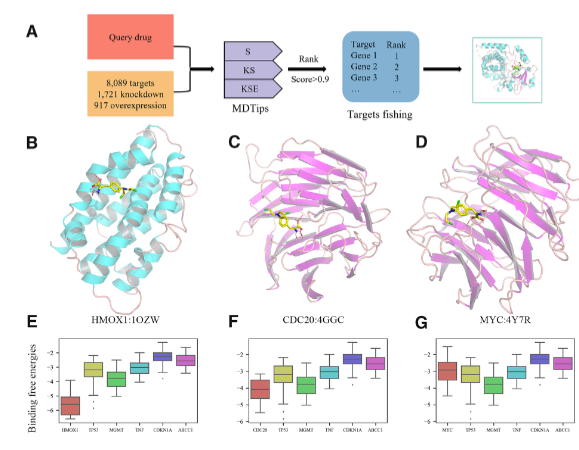 A
Query drug
8,089 targets
1,721 knockdown
917 overexpression
S
KS
KSE
MDTips
Rank
Score>0.9
Target Rank
Gene 1 1
Gene 2 2
Gene 3 3
... ...
Targets fishing
B
C
D
HMOX1:1OZW
CDC20:4GGC
MYC:4Y7R
E
F
G
Binding free energies
−2
−3
−4
−5
−6
HMOX1 TP53 MGMT TNF CDKN1A ABCC1
−2
−3
−4
−5
−6
CDC20 TP53 MGMT TNF CDKN1A ABCC1
−2
−3
−4
−5
−6
MYC TP53 MGMT TNF CDKN1A ABCC1